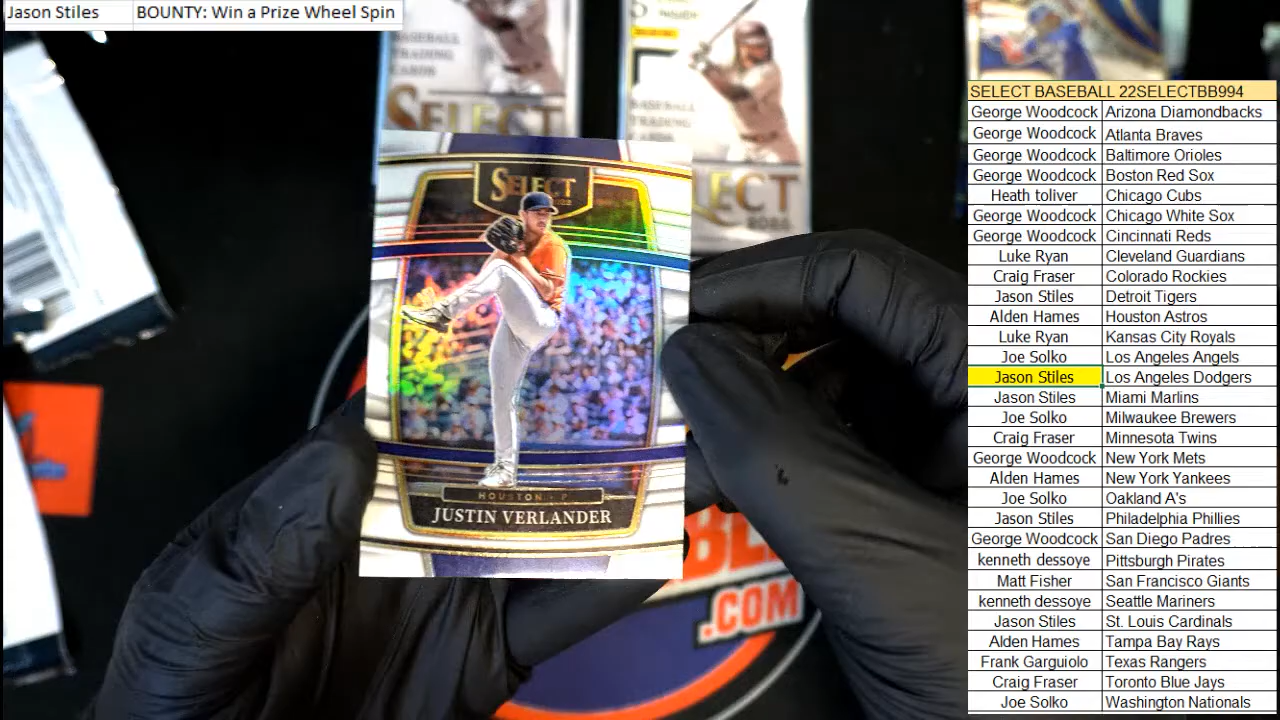 Jason Stiles BOUNTY: Win a Prize Wheel Spin
BASEBALL
TRADING
CARDS
SELECT
SELECT BASEBALL 22SELECTBB994
George Woodcock Arizona Diamondbacks
George Woodcock Atlanta Braves
George Woodcock Baltimore Orioles
George Woodcock Boston Red Sox
Heath toliver Chicago Cubs
George Woodcock Chicago White Sox
George Woodcock Cincinnati Reds
Luke Ryan Cleveland Guardians
Craig Fraser Colorado Rockies
Jason Stiles Detroit Tigers
Alden Hames Houston Astros
Luke Ryan Kansas City Royals
Joe Solko Los Angeles Angels
Jason Stiles Los Angeles Dodgers
Jason Stiles Miami Marlins
Joe Solko Milwaukee Brewers
Craig Fraser Minnesota Twins
George Woodcock New York Mets
Alden Hames New York Yankees
Joe Solko Oakland A's
Jason Stiles Philadelphia Phillies
George Woodcock San Diego Padres
kenneth dessoye Pittsburgh Pirates
Matt Fisher San Francisco Giants
kenneth dessoye Seattle Mariners
Jason Stiles St. Louis Cardinals
Alden Hames Tampa Bay Rays
Frank Garguiolo Texas Rangers
Craig Fraser Toronto Blue Jays
Joe Solko Washington Nationals
SELECT
2022
HOUSTON - P
JUSTIN VERLANDER
.COM